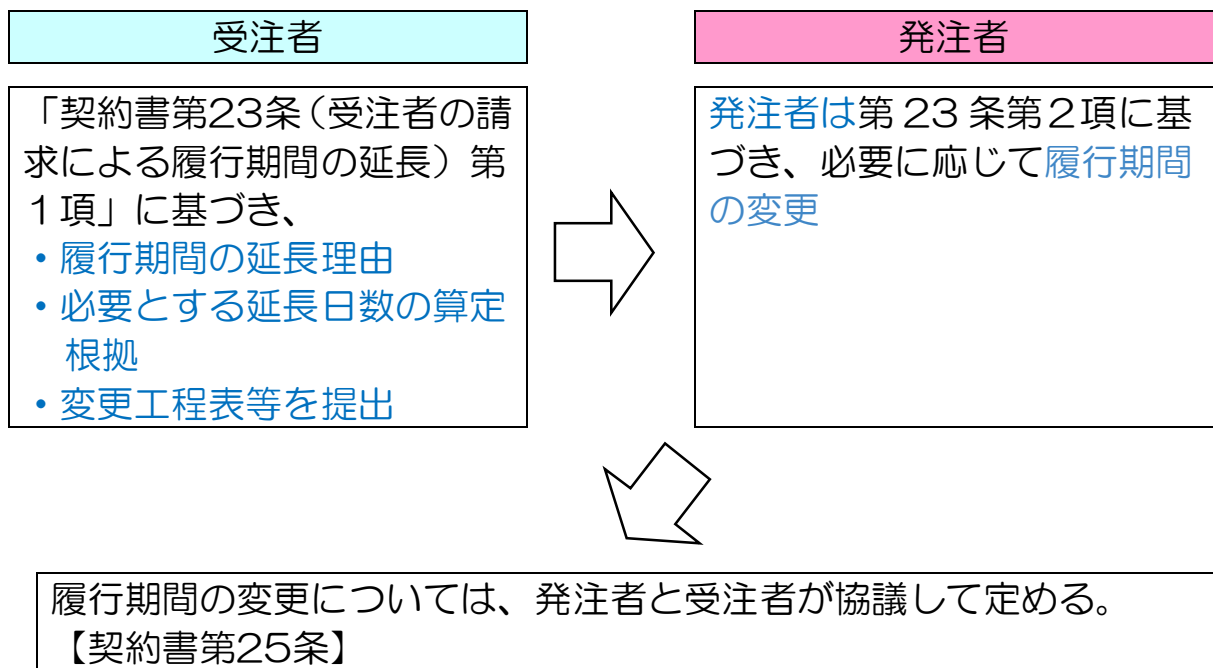 受注者
「契約書第23条(受注者の請
求による履行期間の延長)第
1項」に基づき、
・履行期間の延長理由
・必要とする延長日数の算定
根拠
・変更工程表等を提出
発注者
発注者は第 23 条第2項に基
づき、必要に応じて履行期間
の変更
履行期間の変更については、発注者と受注者が協議して定める。
【契約書第25条】